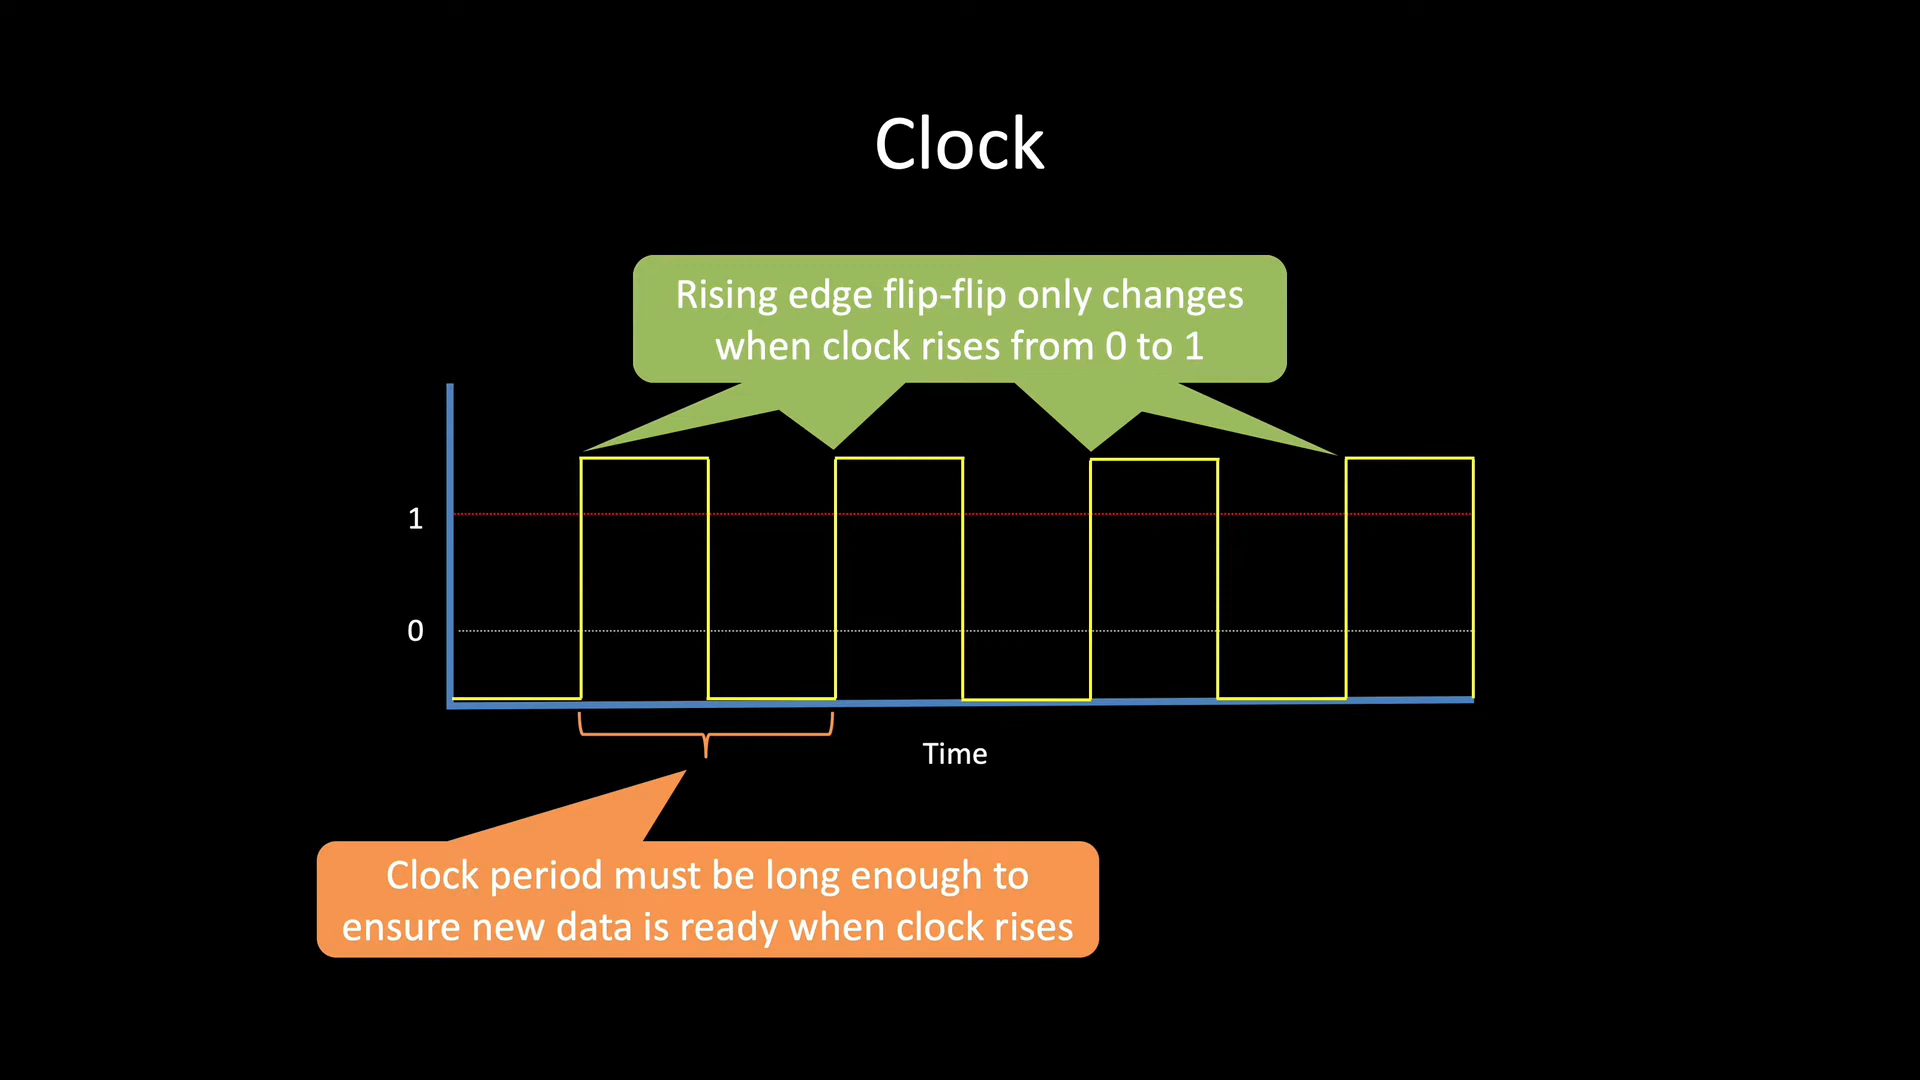 Clock
Rising edge flip-flip only changes
when clock rises from 0 to 1
1
0
Time
Clock period must be long enough to
ensure new data is ready when clock rises